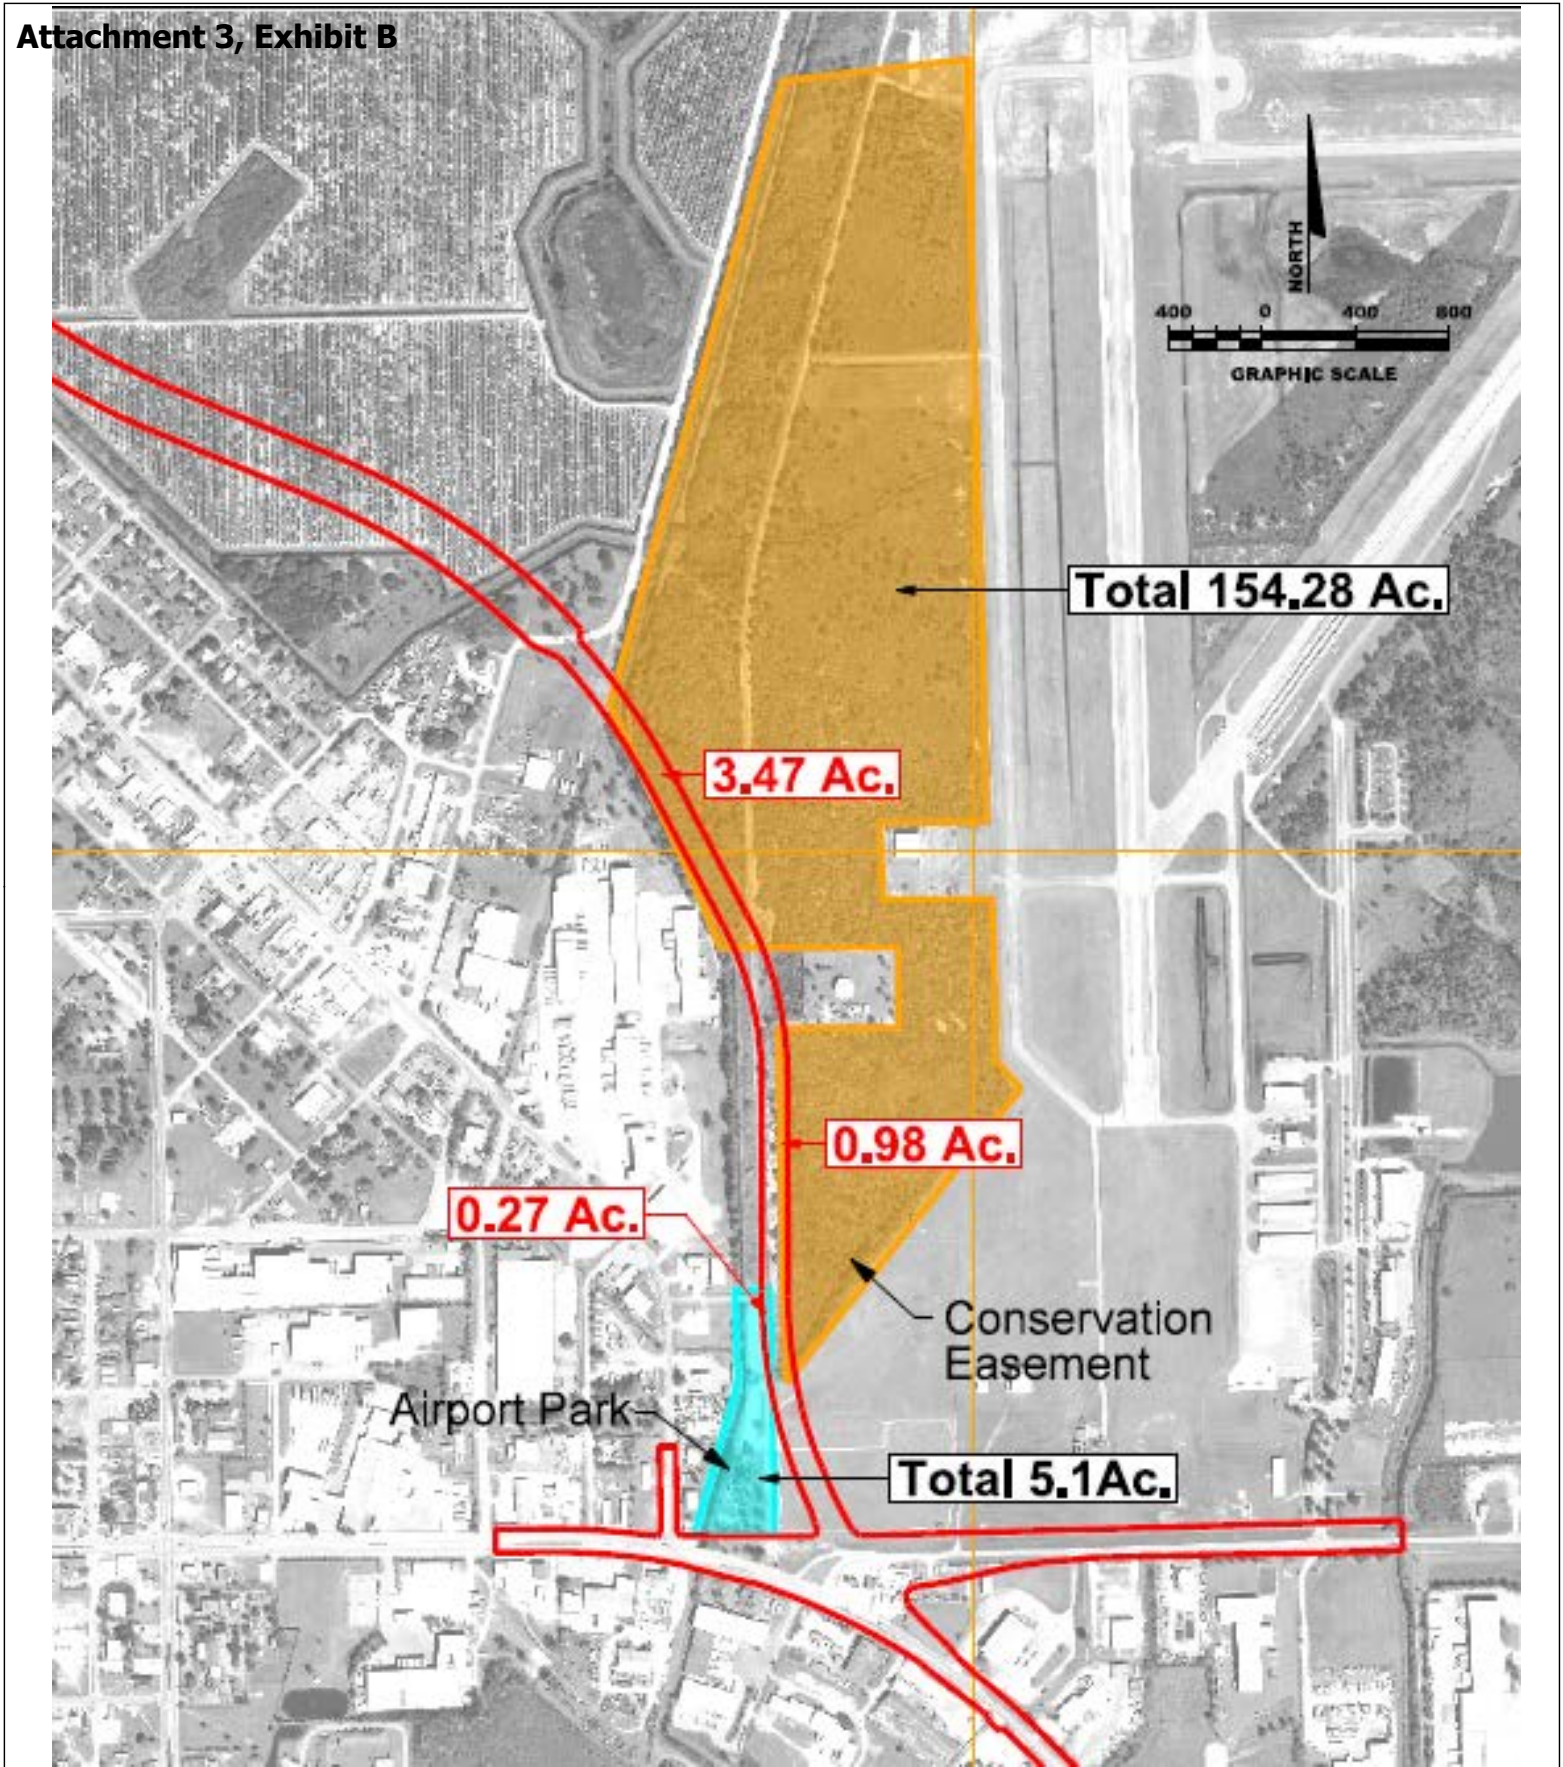 Attachment 3, Exhibit B
NORTH
400 0 400 800
GRAPHIC SCALE
Total 154.28 Ac.
3.47 Ac.
0.98 Ac.
0.27 Ac.
Conservation
Easement
Airport Park
Total 5.1Ac.